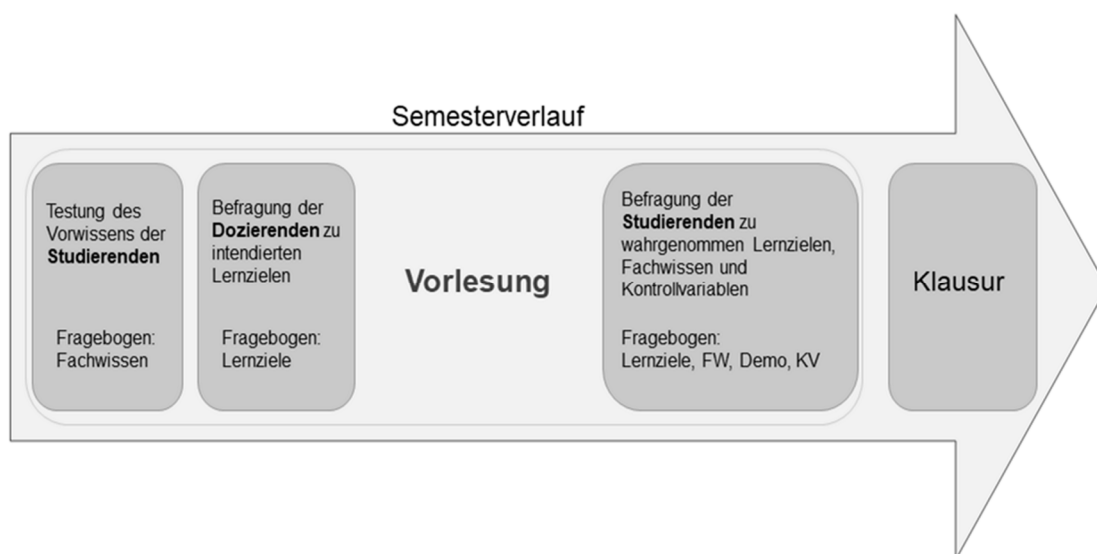 Semesterverlauf
Testung des
Vorwissens der
Studierenden
Fragebogen:
Fachwissen
Befragung der
Dozierenden zu
intendierten
Lernzielen
Fragebogen:
Lernziele
Vorlesung
Befragung der
Studierenden zu
wahrgenommen Lernzielen,
Fachwissen und
Kontrollvariablen
Fragebogen:
Lernziele, FW, Demo, KV
Klausur